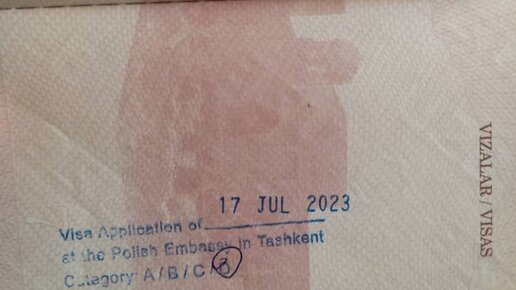 17 JUL 2023
Visa Application of
at the Polish Embassy in Tashkent
Category: A / B / C / D
VIZALAR / VISAS